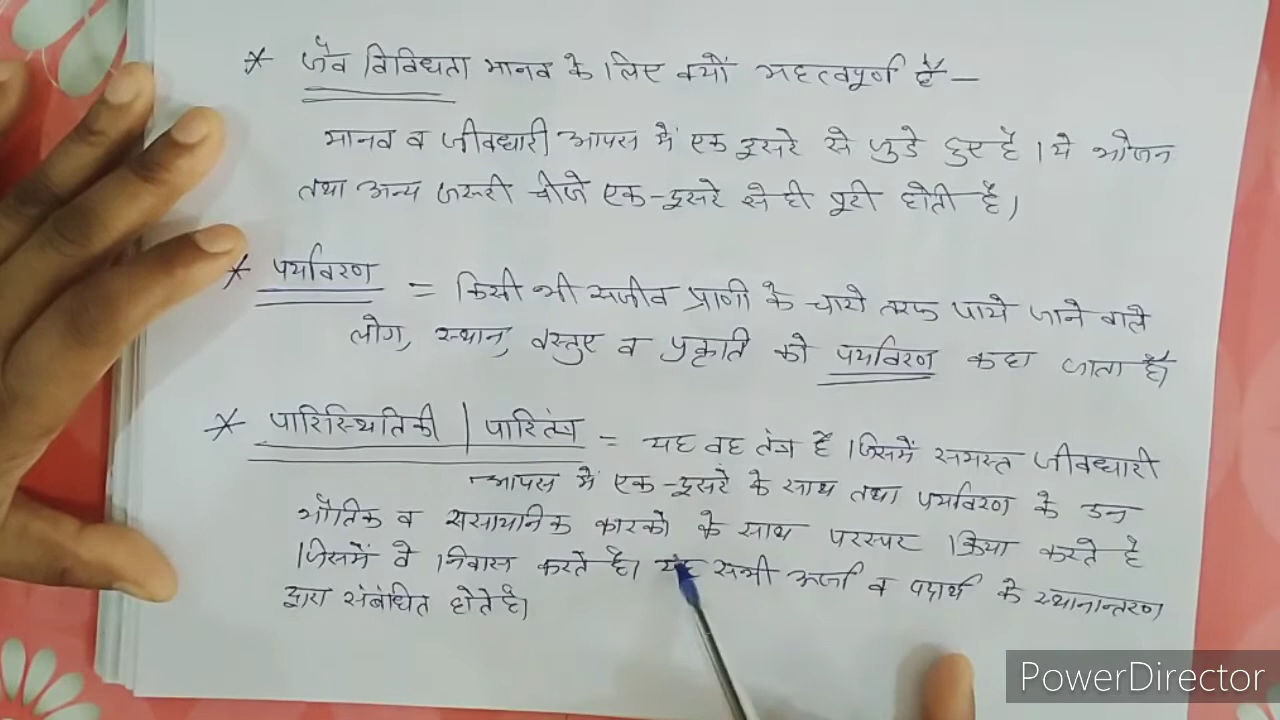 * जैव विविधता मानव के लिए क्यों महत्वपूर्ण है –
मानव व जीवधारी आपस में एक दूसरे से जुडे हुए है । ये भोजन
तथा अन्य जरूरी चीजे एक-दूसरे से ही पूरी होती है।
* पर्यावरण = किसी भी सजीव प्राणी के चारो तरफ पाये जाने वाले
लोग, स्थान, वस्तुए व प्रकृति को पर्यावरण कहा जाता है।
* पारिस्थितिकी | पारितंत्र = यह वह तंत्र है जिसमें समस्त जीवधारी
आपस में एक-दूसरे के साथ तथा पर्यावरण के उन
भौतिक व रासायनिक कारको के साथ परस्पर क्रिया करते है
जिसमें वे निवास करते है। यह सभी ऊर्जा व पदार्थ के स्थानान्तरण
द्वारा संबंधित होते है।
PowerDirector